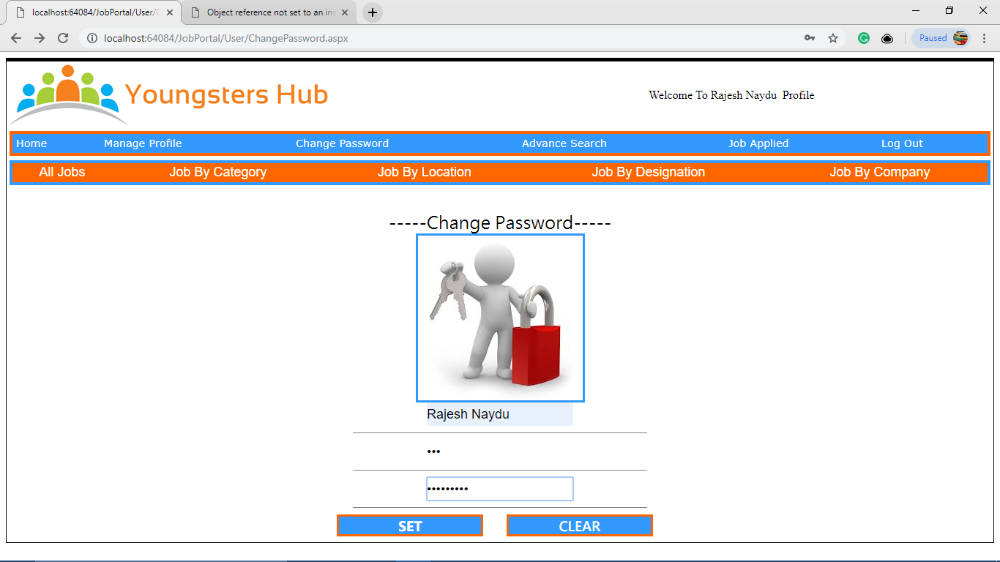 localhost:64084/JobPortal/User/C
Object reference not set to an ins
localhost:64084/JobPortal/User/ChangePassword.aspx
Paused
Youngsters Hub
Welcome To Rajesh Naydu Profile
Home Manage Profile Change Password Advance Search Job Applied Log Out
All Jobs Job By Category Job By Location Job By Designation Job By Company
-----Change Password-----
Rajesh Naydu
•••
•••••••••
SET CLEAR